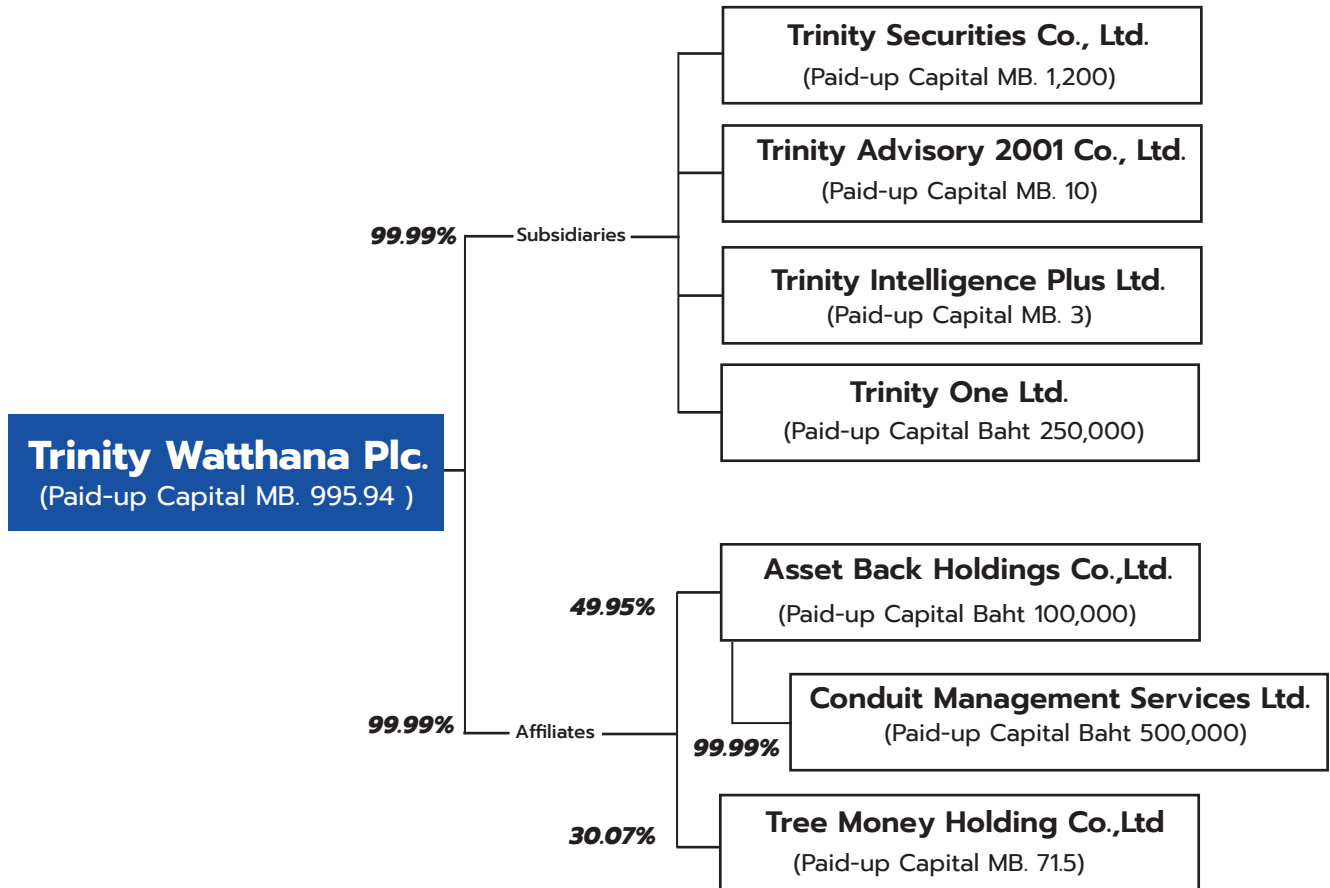 Trinity Securities Co., Ltd.
(Paid-up Capital MB. 1,200)
Trinity Advisory 2001 Co., Ltd.
(Paid-up Capital MB. 10)
99.99%
Subsidiaries
Trinity Intelligence Plus Ltd.
(Paid-up Capital MB. 3)
Trinity One Ltd.
(Paid-up Capital Baht 250,000)
Trinity Watthana Plc.
(Paid-up Capital MB. 995.94 )
Asset Back Holdings Co.,Ltd.
49.95%
(Paid-up Capital Baht 100,000)
Conduit Management Services Ltd.
99.99%
Affiliates
(Paid-up Capital Baht 500,000)
99.99%
Tree Money Holding Co.,Ltd
30.07%
(Paid-up Capital MB. 71.5)